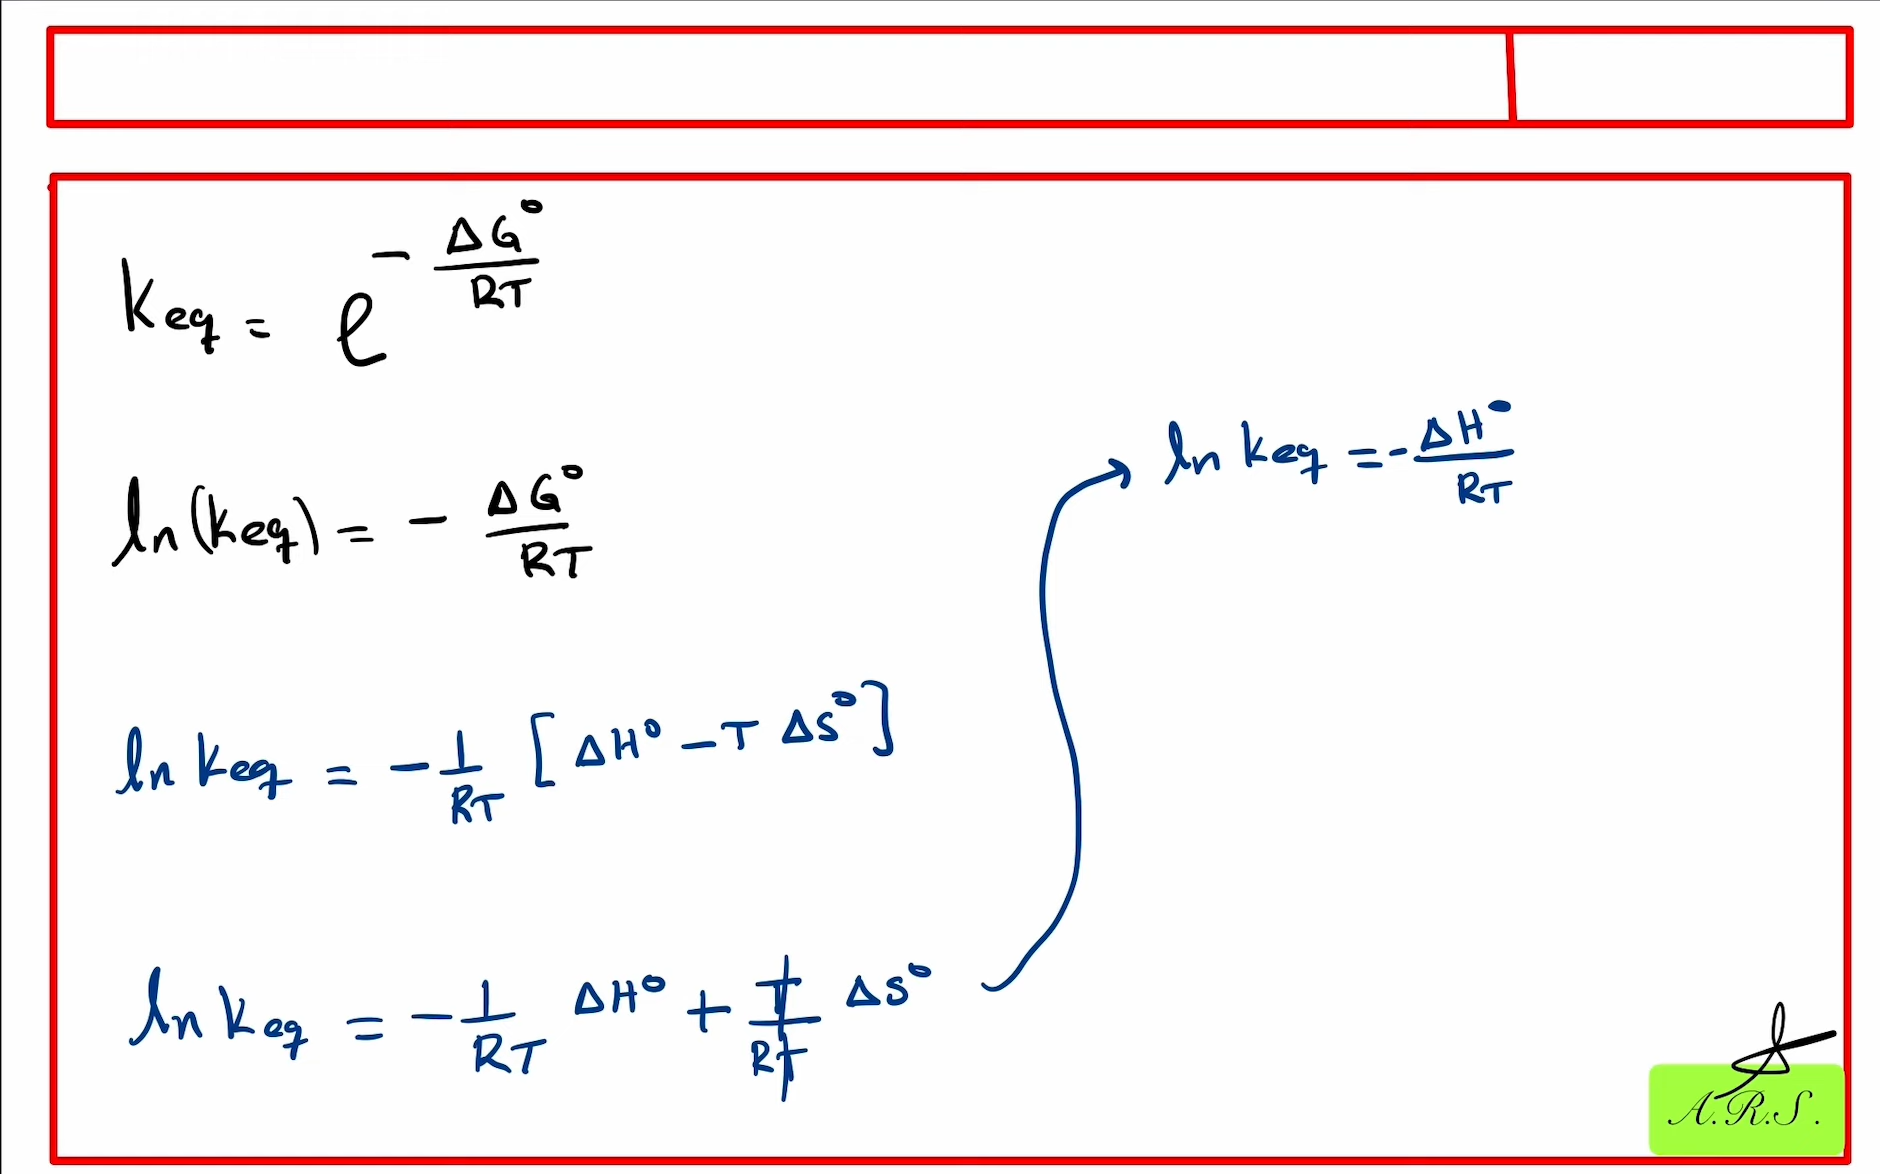 Keq = e^{-ΔG°/RT}
ln(Keq) = - ΔG°/RT
ln Keq = - 1/RT [ΔH° - T ΔS°]
ln Keq = - 1/RT ΔH° + T/RT ΔS°
ln Keq = - ΔH°/RT
A.R.S.